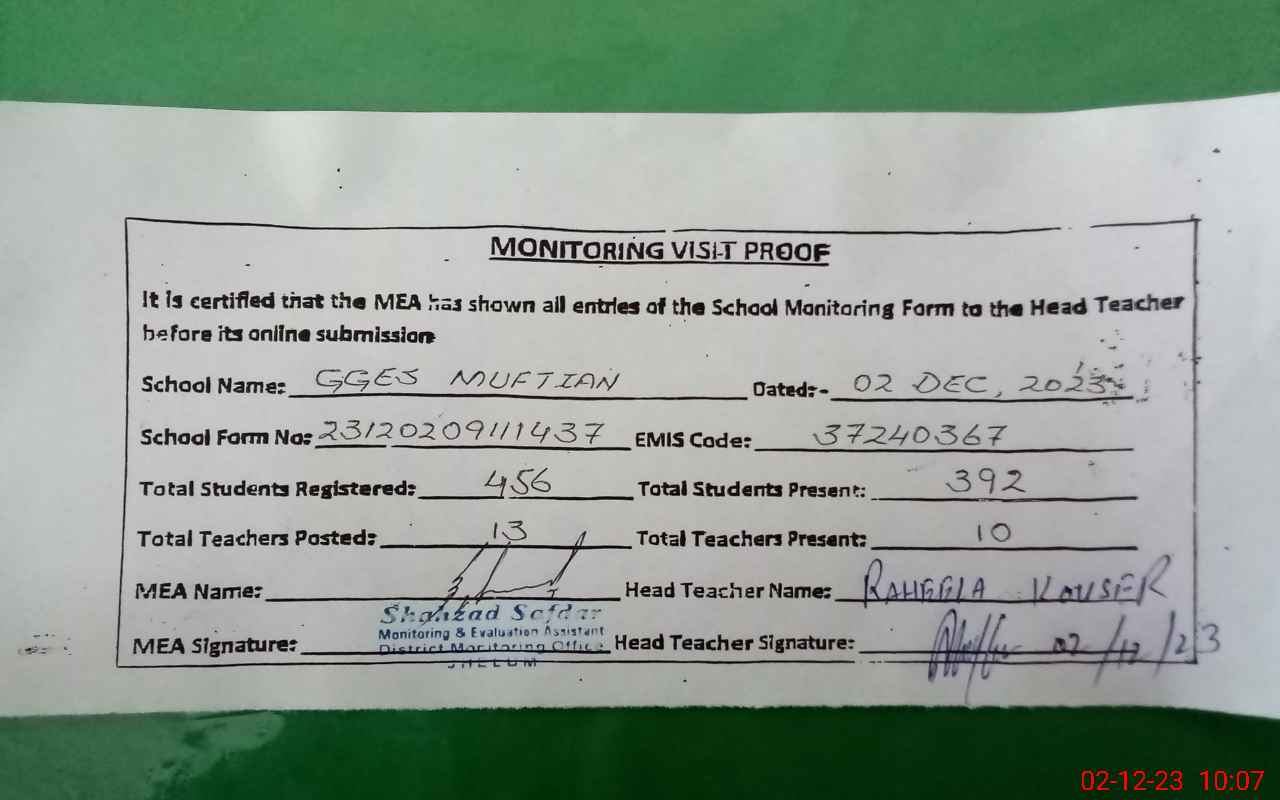 MONITORING VISIT PROOF
It is certified that the MEA has shown all entries of the School Monitoring Form to the Head Teacher
before its online submission
School Name: GGES MUFTIAN Dated:- 02 DEC, 2023
School Form No: 23120209111437 EMIS Code: 37240367
Total Students Registered: 456 Total Students Present: 392
Total Teachers Posted: 13 Total Teachers Present: 10
MEA Name: Head Teacher Name: RAHEELA KOUSER
Shahzad Safdar
Monitoring & Evaluation Assistant
MEA Signature: District Monitoring Office Head Teacher Signature: 02/12/23
JHELUM
02-12-23 10:07